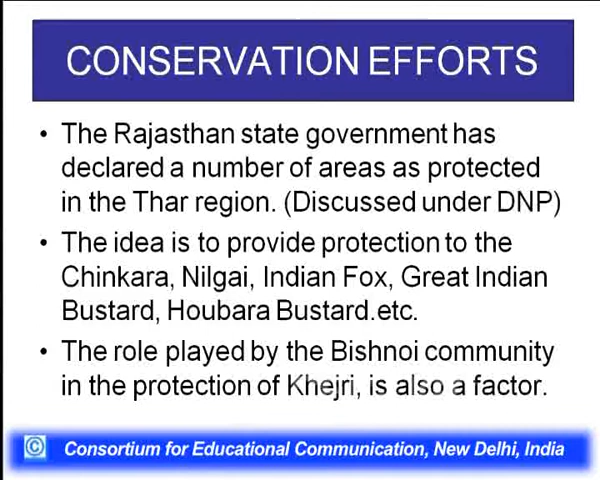 CONSERVATION EFFORTS
• The Rajasthan state government has
declared a number of areas as protected
in the Thar region. (Discussed under DNP)
• The idea is to provide protection to the
Chinkara, Nilgai, Indian Fox, Great Indian
Bustard, Houbara Bustard.etc.
• The role played by the Bishnoi community
in the protection of Khejri, is also a factor.
© Consortium for Educational Communication, New Delhi, India